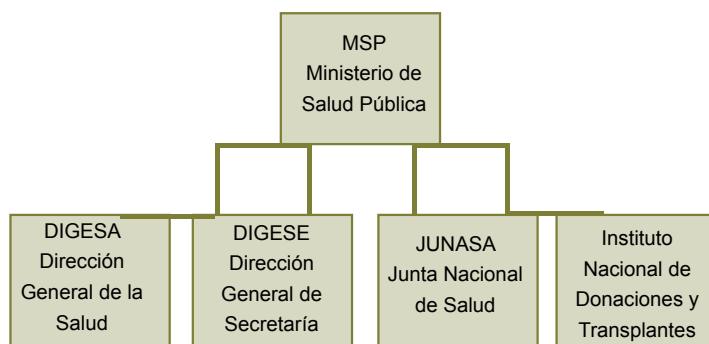 MSP
Ministerio de
Salud Pública
DIGESA
Dirección
General de la
Salud
DIGESE
Dirección
General de
Secretaría
JUNASA
Junta Nacional
de Salud
Instituto
Nacional de
Donaciones y
Transplantes